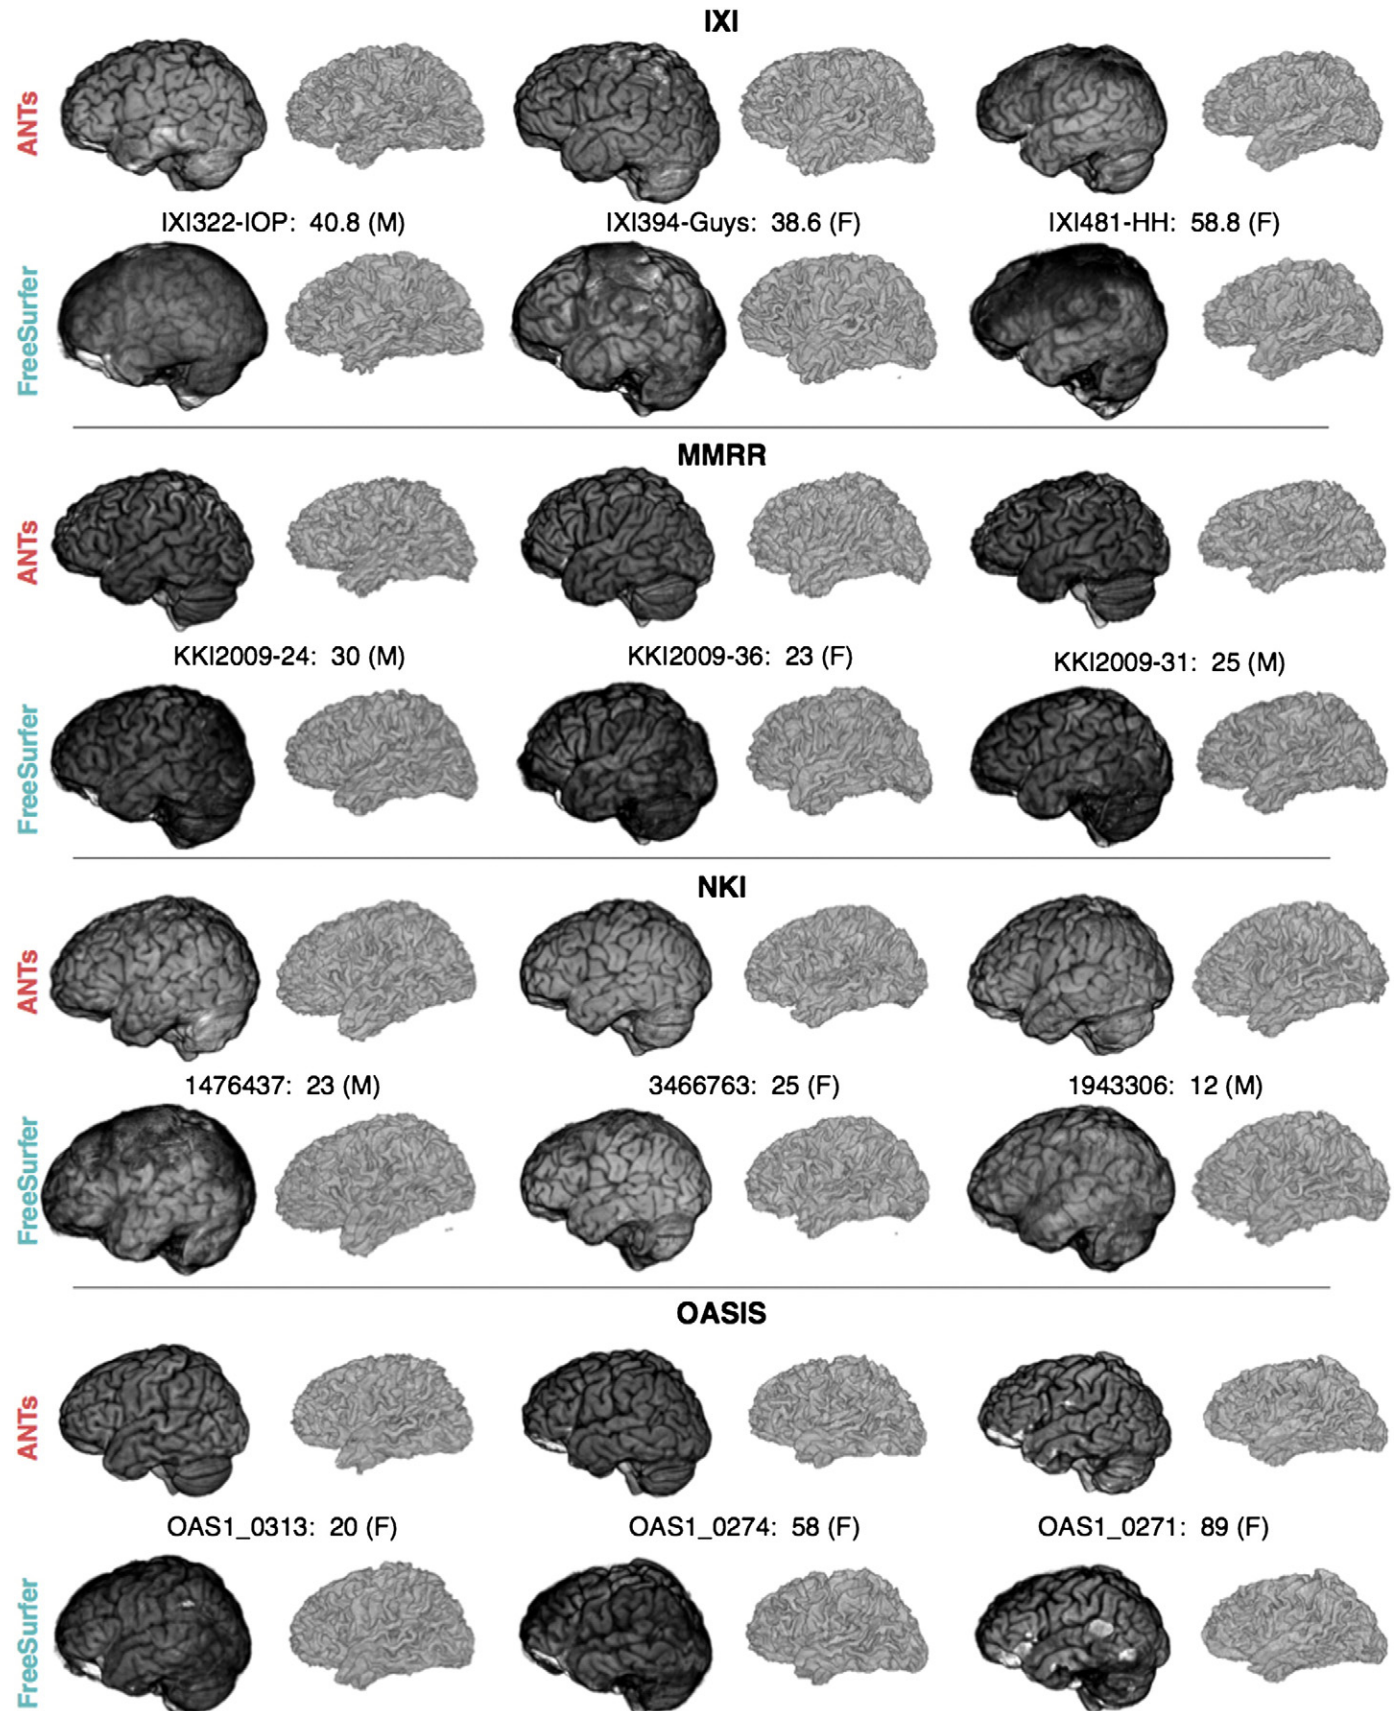 IXI
ANTs
IXI322-IOP: 40.8 (M)
IXI394-Guys: 38.6 (F)
IXI481-HH: 58.8 (F)
FreeSurfer
MMRR
ANTs
KKI2009-24: 30 (M)
KKI2009-36: 23 (F)
KKI2009-31: 25 (M)
FreeSurfer
NKI
ANTs
1476437: 23 (M)
3466763: 25 (F)
1943306: 12 (M)
FreeSurfer
OASIS
ANTs
OAS1_0313: 20 (F)
OAS1_0274: 58 (F)
OAS1_0271: 89 (F)
FreeSurfer